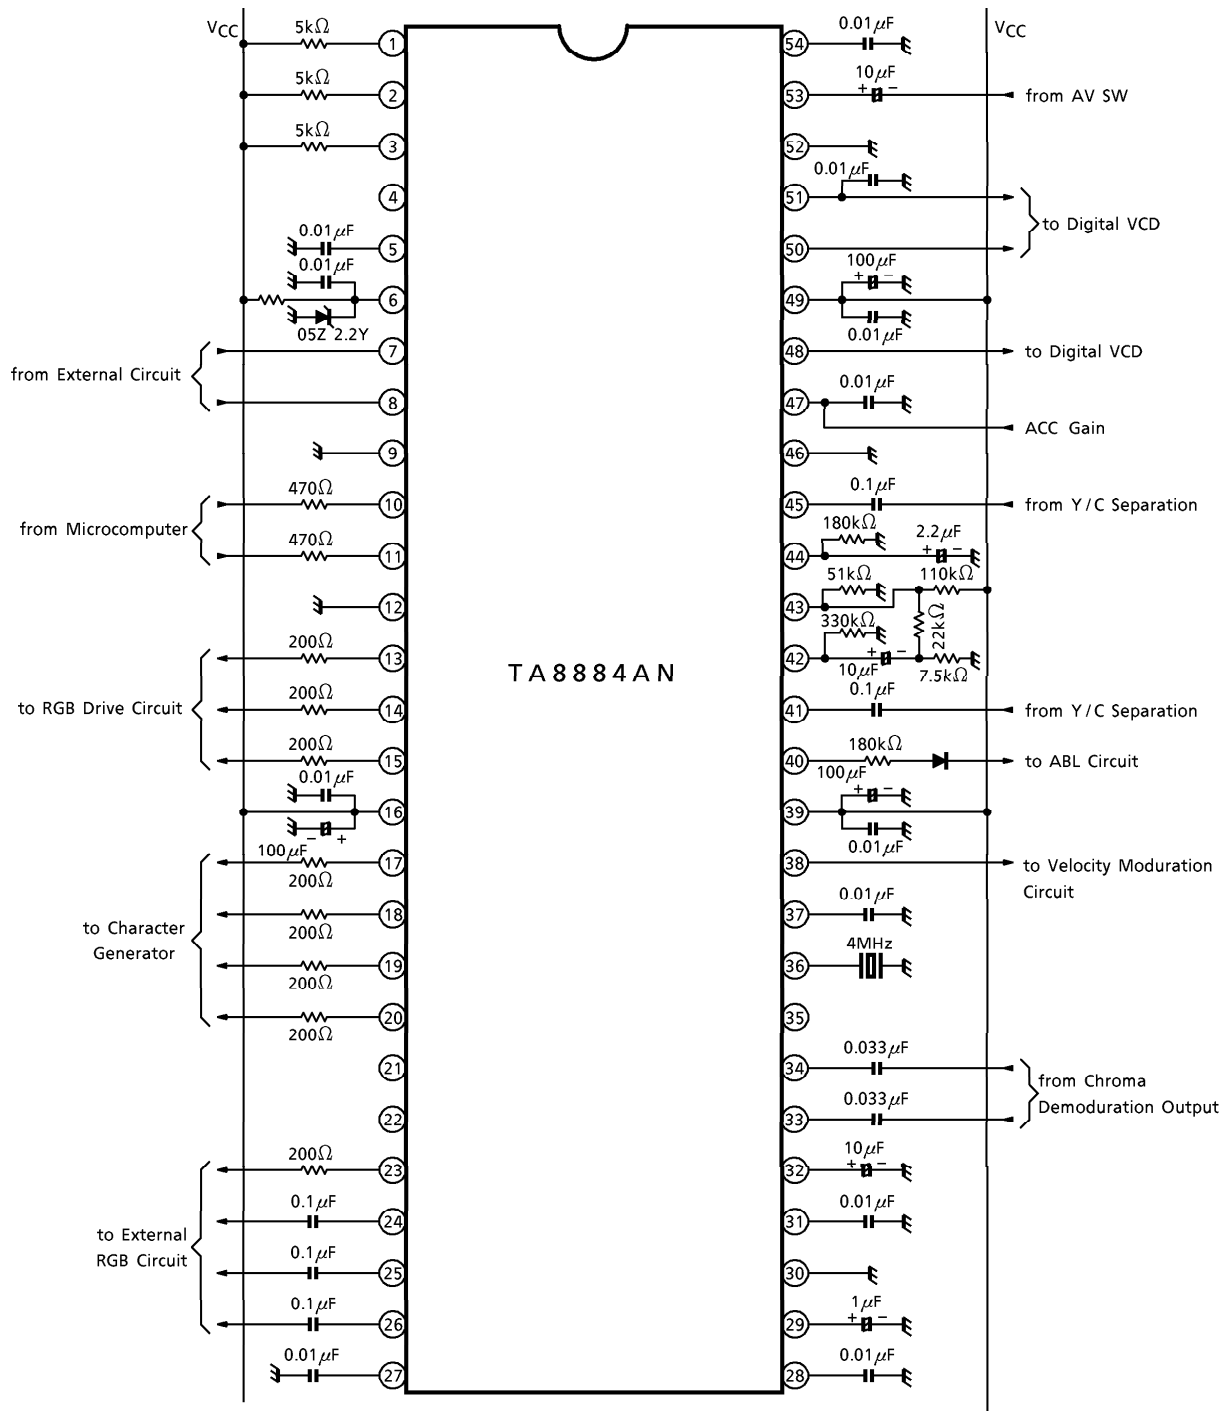 VCC
5kΩ
1
5kΩ
2
5kΩ
3
4
0.01μF
5
0.01μF
6
05Z 2.2Y
7
from External Circuit
8
9
470Ω
10
from Microcomputer
470Ω
11
12
200Ω
13
200Ω
14
to RGB Drive Circuit
200Ω
15
0.01μF
16
− +
100μF
17
200Ω
18
to Character
Generator
200Ω
19
200Ω
20
200Ω
21
22
200Ω
23
0.1μF
24
to External
RGB Circuit
0.1μF
25
0.1μF
26
0.01μF
27
TA8884AN
VCC
0.01μF
54
10μF
+ −
53
from AV SW
52
0.01μF
51
to Digital VCD
50
100μF
+ −
49
0.01μF
48
to Digital VCD
0.01μF
47
ACC Gain
46
0.1μF
45
from Y/C Separation
180kΩ
2.2μF
+ −
44
51kΩ
110kΩ
43
330kΩ
22kΩ
+ −
42
10μF
7.5kΩ
0.1μF
41
from Y/C Separation
180kΩ
40
to ABL Circuit
100μF
+ −
39
0.01μF
38
to Velocity Moduration
Circuit
0.01μF
37
4MHz
36
35
0.033μF
34
from Chroma
Demoduration Output
0.033μF
33
10μF
+ −
32
0.01μF
31
30
1μF
+ −
29
0.01μF
28